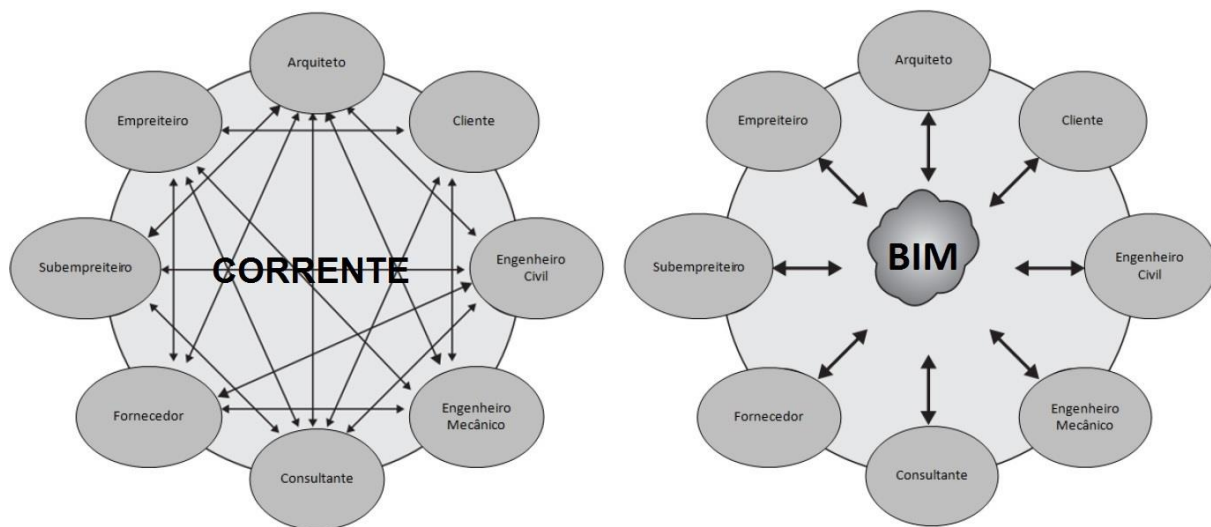 Arquiteto
Empreiteiro
Cliente
Subempreiteiro
CORRENTE
Engenheiro
Civil
Fornecedor
Engenheiro
Mecânico
Consultante
Arquiteto
Empreiteiro
Cliente
Subempreiteiro
BIM
Engenheiro
Civil
Fornecedor
Engenheiro
Mecânico
Consultante